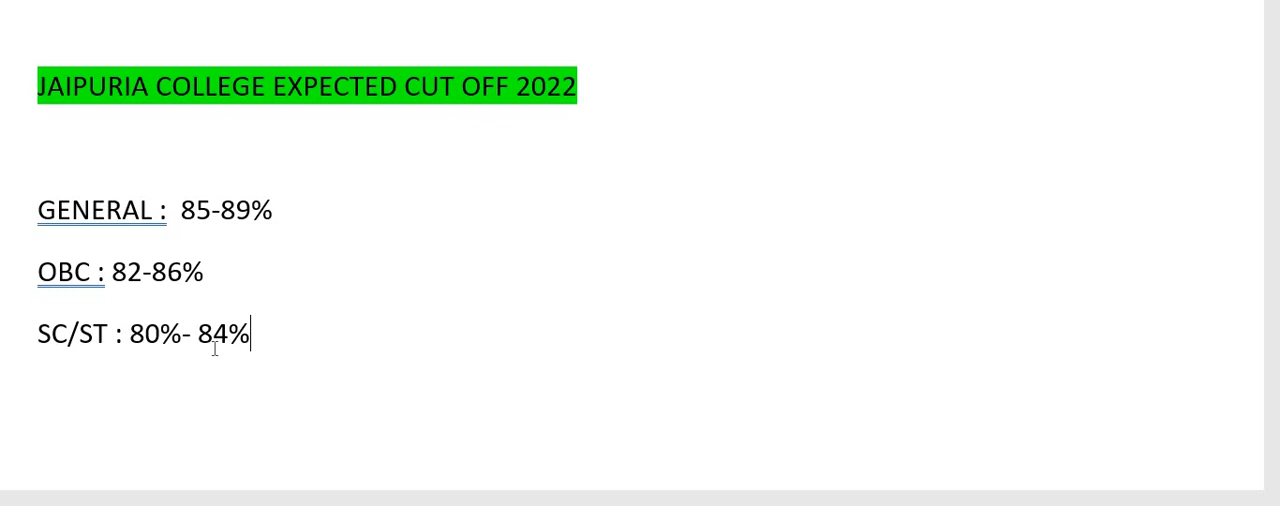 JAIPURIA COLLEGE EXPECTED CUT OFF 2022
GENERAL :  85-89%
OBC : 82-86%
SC/ST : 80%- 84%